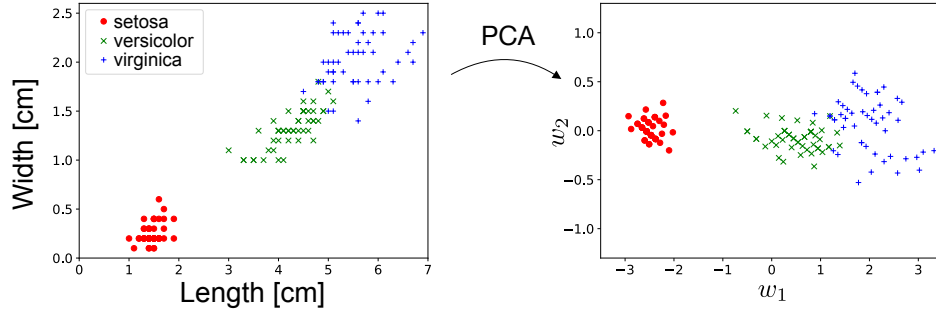 setosa
versicolor
virginica
Width [cm]
2.5
2.0
1.5
1.0
0.5
0.0
0 1 2 3 4 5 6 7
Length [cm]
PCA
w₂
1.0
0.5
0.0
−0.5
−1.0
−3 −2 −1 0 1 2 3
w₁